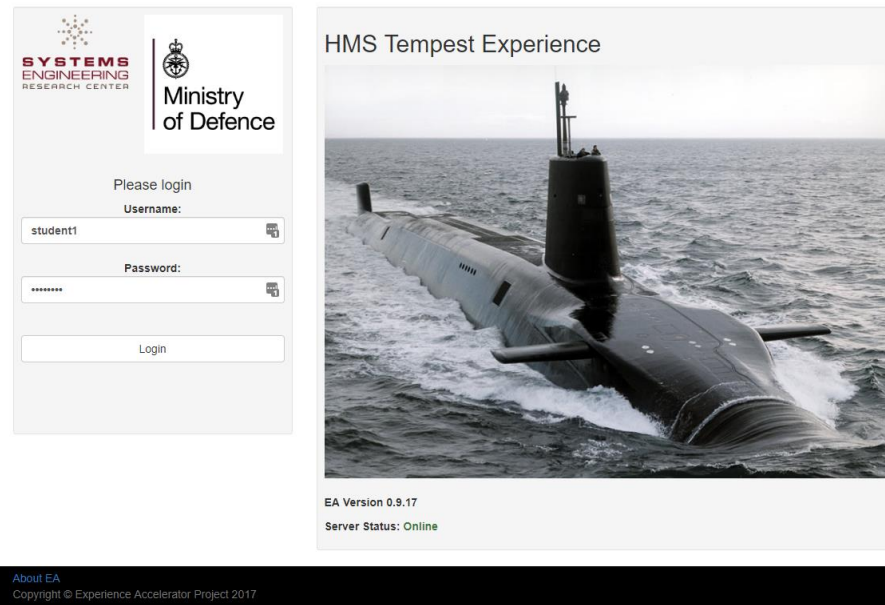 SYSTEMS
ENGINEERING
RESEARCH CENTER
Ministry
of Defence
Please login
Username:
student1
Password:
••••••••
Login
HMS Tempest Experience
EA Version 0.9.17
Server Status: Online
About EA
Copyright © Experience Accelerator Project 2017